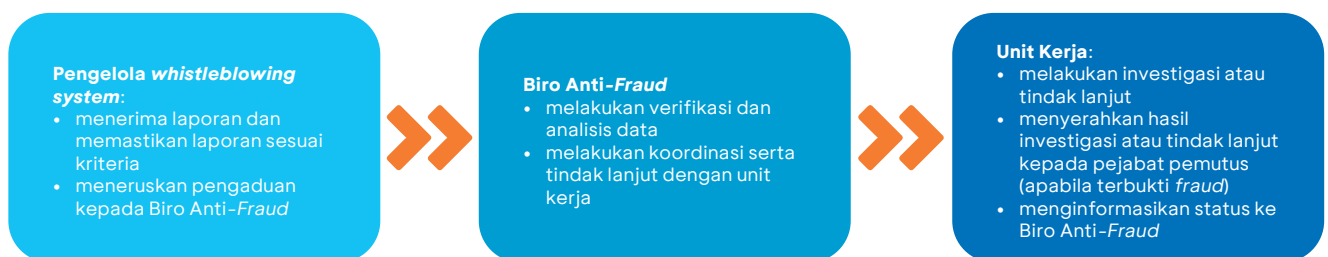 Pengelola whistleblowing
system:
• menerima laporan dan
memastikan laporan sesuai
kriteria
• meneruskan pengaduan
kepada Biro Anti-Fraud
Biro Anti-Fraud
• melakukan verifikasi dan
analisis data
• melakukan koordinasi serta
tindak lanjut dengan unit
kerja
Unit Kerja:
• melakukan investigasi atau
tindak lanjut
• menyerahkan hasil
investigasi atau tindak lanjut
kepada pejabat pemutus
(apabila terbukti fraud)
• menginformasikan status ke
Biro Anti-Fraud